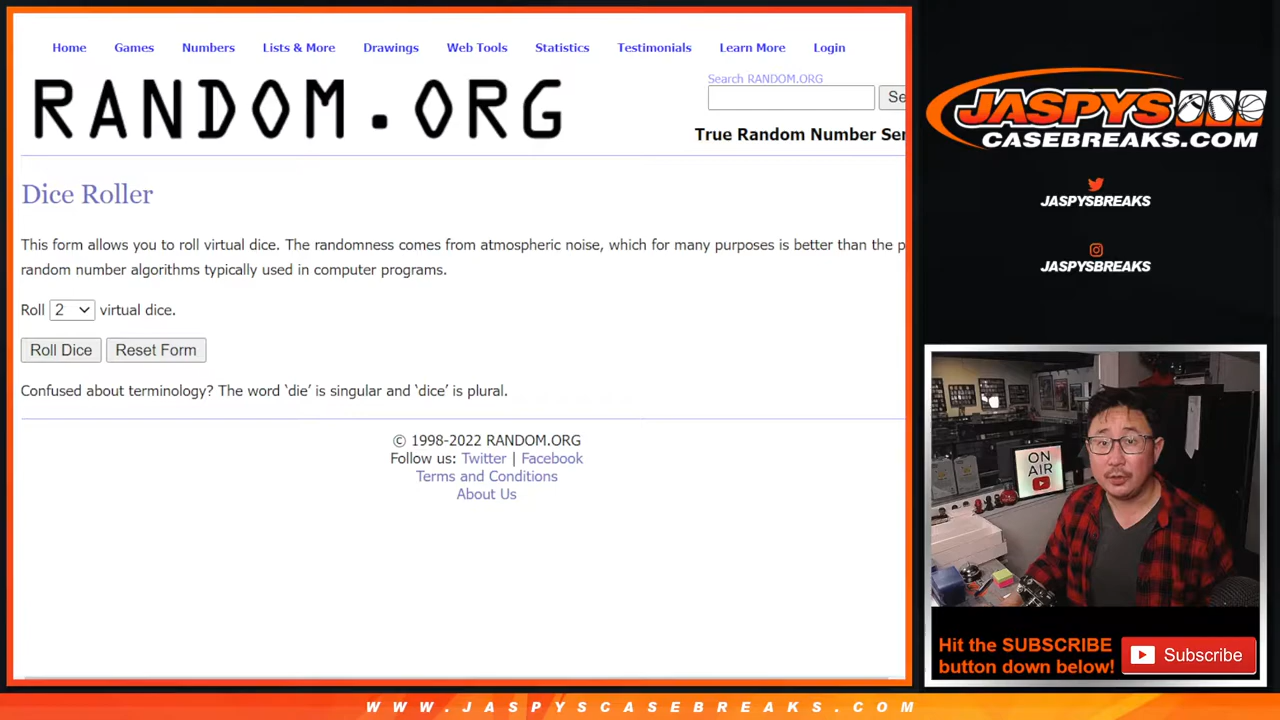 Home Games Numbers Lists & More Drawings Web Tools Statistics Testimonials Learn More Login
RANDOM.ORG
Search RANDOM.ORG
Se
True Random Number Ser
Dice Roller
This form allows you to roll virtual dice. The randomness comes from atmospheric noise, which for many purposes is better than the p
random number algorithms typically used in computer programs.
Roll 2 virtual dice.
Roll Dice Reset Form
Confused about terminology? The word ‘die’ is singular and ‘dice’ is plural.
© 1998-2022 RANDOM.ORG
Follow us: Twitter | Facebook
Terms and Conditions
About Us
JASPYS
CASEBREAKS.COM
JASPYSBREAKS
JASPYSBREAKS
ON
AIR
Hit the SUBSCRIBE
button down below!
Subscribe
WWW.JASPYSCASEBREAKS.COM